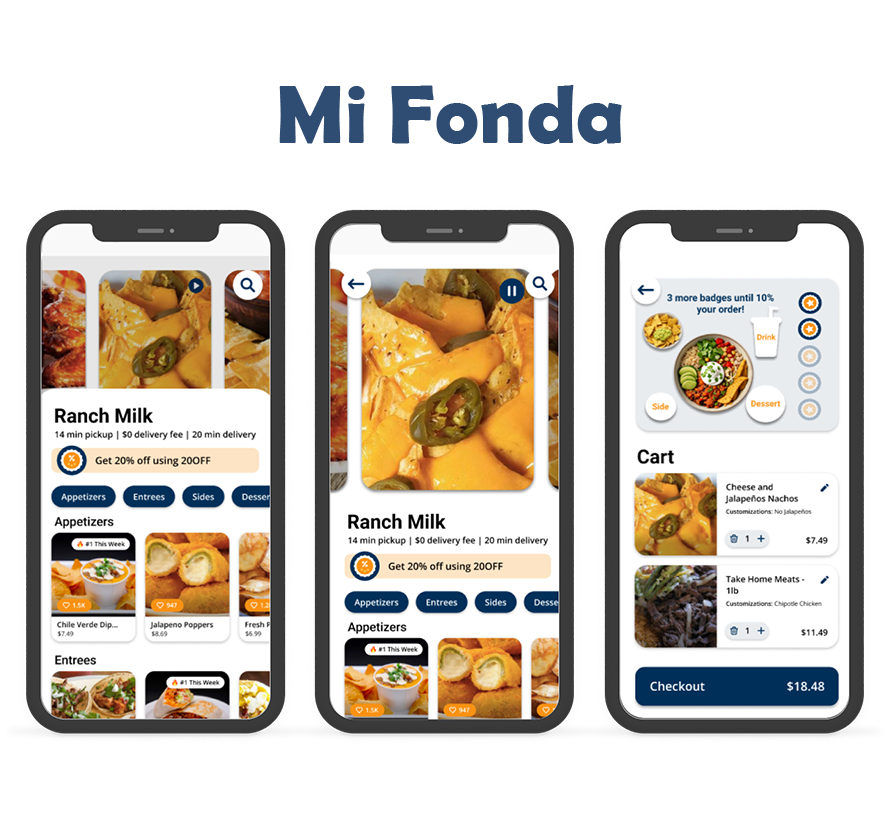 Mi Fonda
Ranch Milk
14 min pickup | $0 delivery fee | 20 min delivery
%
Get 20% off using 20OFF
Appetizers
Entrees
Sides
Desser
Appetizers
#1 This Week
1.5K
947
1.2
Chile Verde Dip...
$7.49
Jalapeno Poppers
$8.69
Fresh P
$6.99
Entrees
#1 This Week
Ranch Milk
14 min pickup | $0 delivery fee | 20 min delivery
%
Get 20% off using 20OFF
Appetizers
Entrees
Sides
Desse
Appetizers
#1 This Week
1.5K
947
3 more badges until 10%
your order!
Drink
Side
Dessert
Cart
Cheese and
Jalapeños Nachos
Customizations: No Jalapeños
1
$7.49
Take Home Meats -
1lb
Customizations: Chipotle Chicken
1
$11.49
Checkout
$18.48